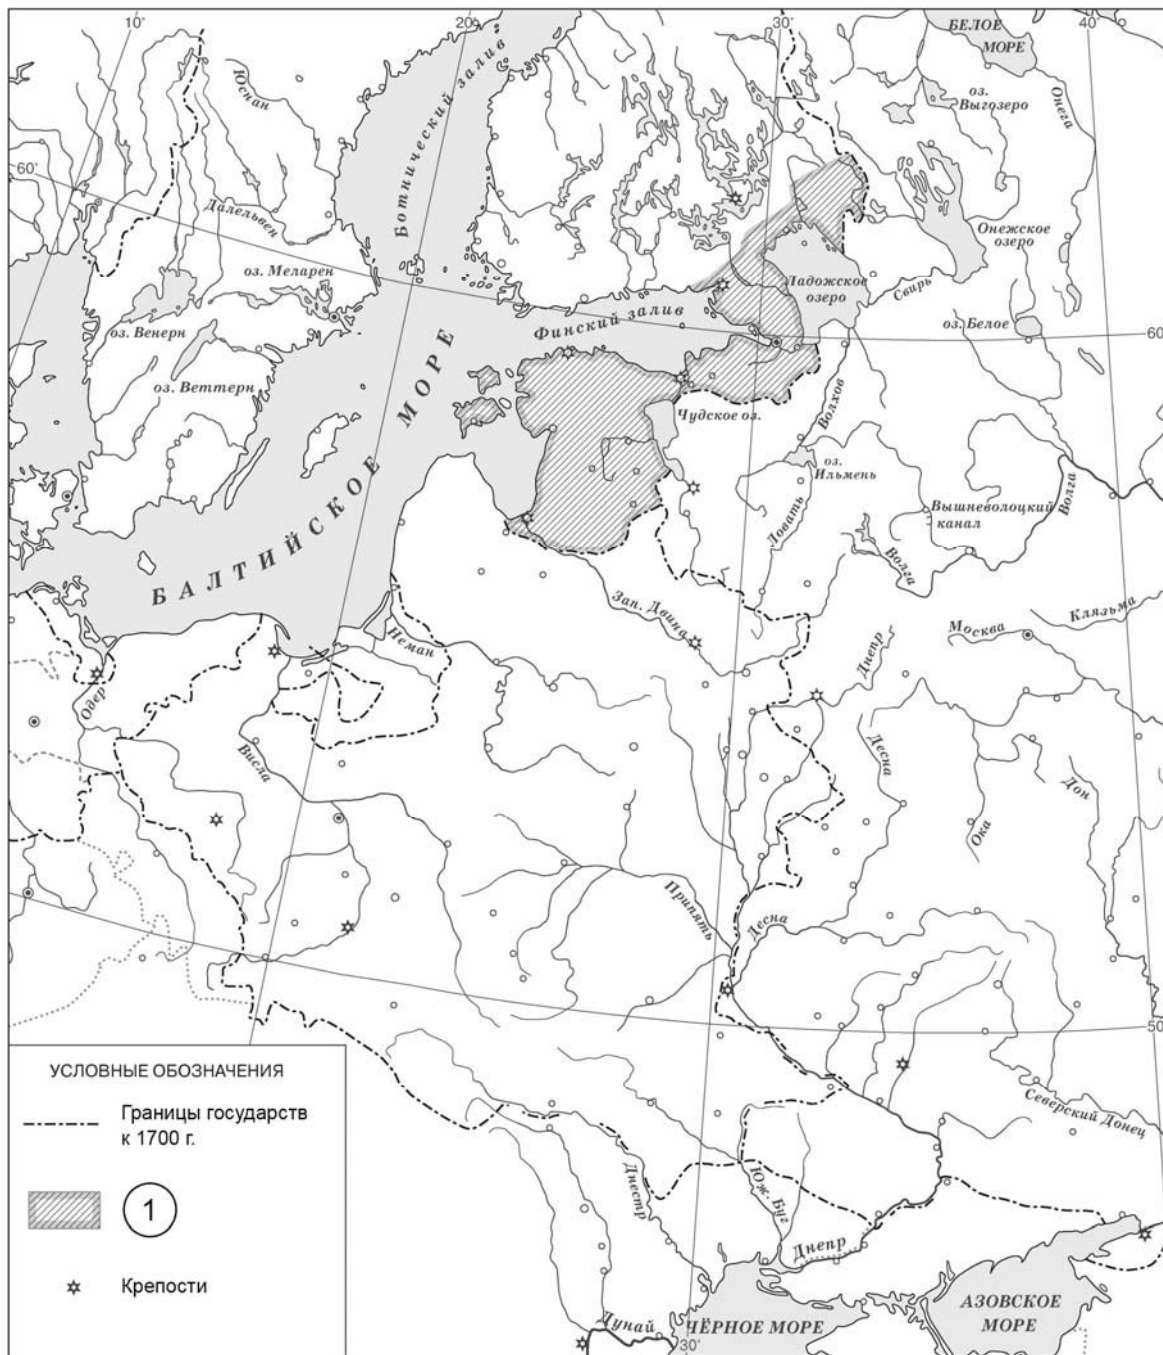 10°
20°
30°
40°
БЕЛОЕ
МОРЕ
Юснан
Ботнический залив
оз.
Выгозеро
Онега
60°
Далельвен
Онежское
озеро
оз. Меларен
Ладожское
озеро
Свирь
оз. Венерн
Финский залив
оз. Белое
60
оз. Веттерн
Чудское оз.
Волхов
оз.
Ильмень
Ловать
Вышневолоцкий
канал
Волга
Волга
БАЛТИЙСКОЕ МОРЕ
Зап. Двина
Клязьма
Москва
Неман
Днепр
Одер
Висла
Десна
Дон
Ока
Припять
Десна
50
УСЛОВНЫЕ ОБОЗНАЧЕНИЯ
Границы государств
к 1700 г.
1
Крепости
Северский Донец
Днестр
Юж. Буг
Днепр
Дунай
ЧЁРНОЕ МОРЕ
АЗОВСКОЕ
МОРЕ
30°